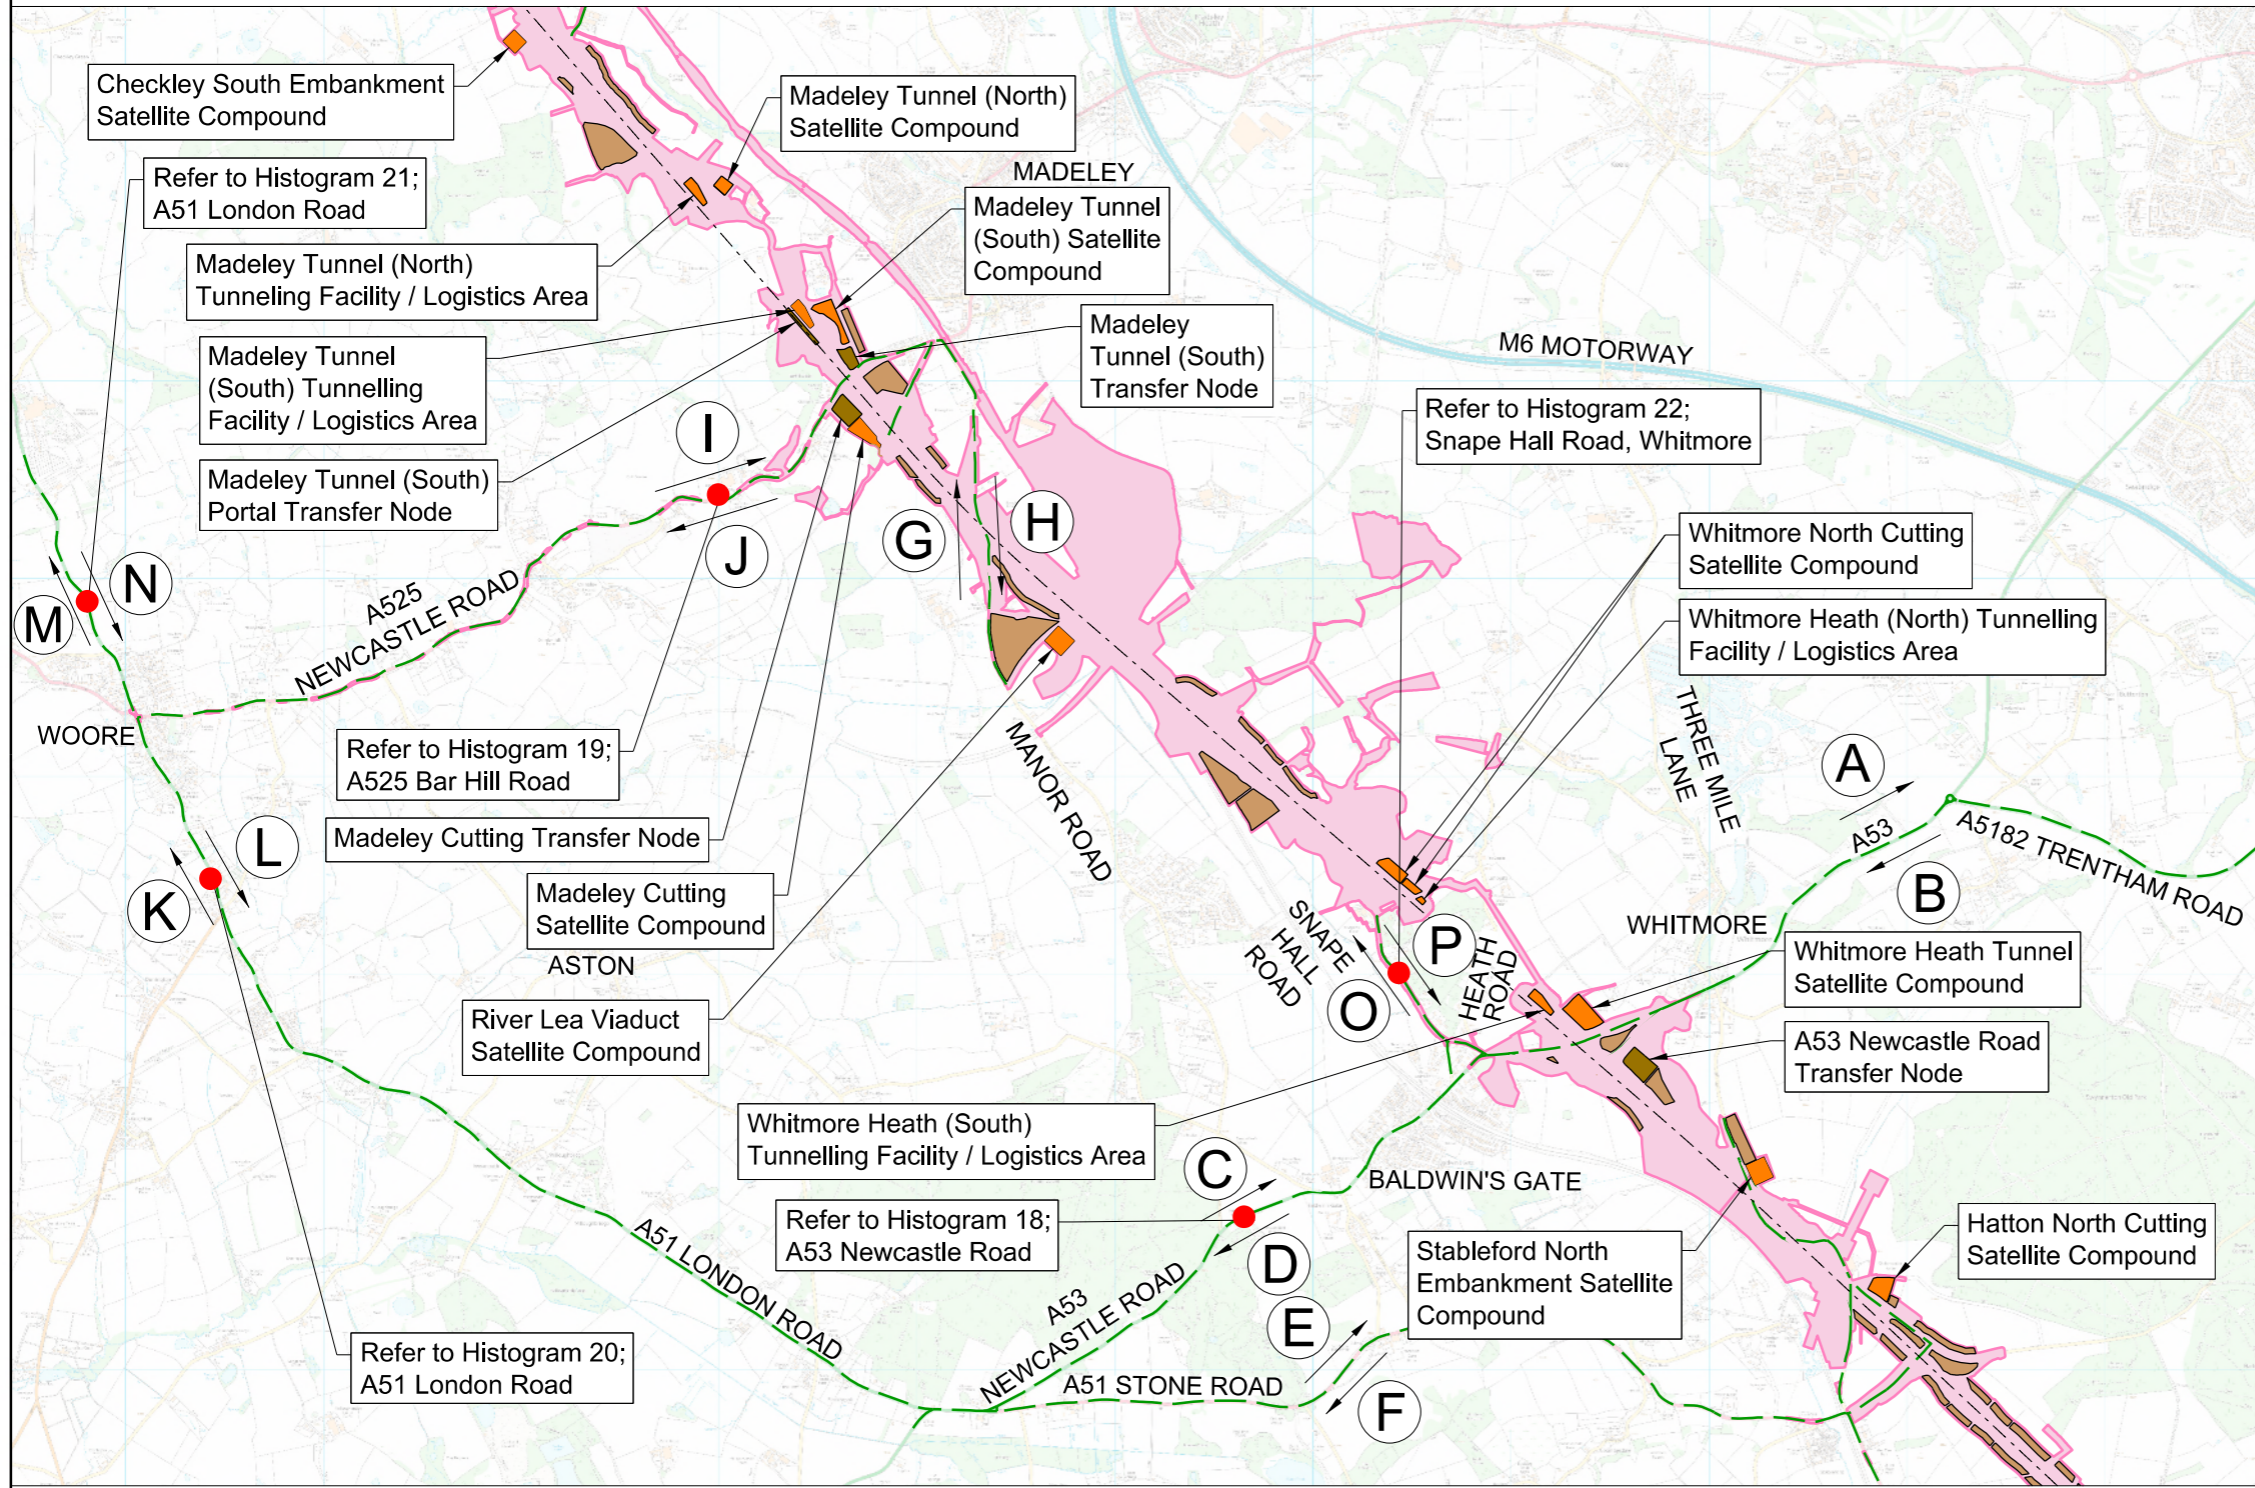 Checkley South Embankment
Satellite Compound
Madeley Tunnel (North)
Satellite Compound
Refer to Histogram 21;
A51 London Road
MADELEY
Madeley Tunnel
(South) Satellite
Compound
Madeley Tunnel (North)
Tunneling Facility / Logistics Area
Madeley
Tunnel (South)
Transfer Node
Madeley Tunnel
(South) Tunnelling
Facility / Logistics Area
M6 MOTORWAY
Refer to Histogram 22;
Snape Hall Road, Whitmore
I
Madeley Tunnel (South)
Portal Transfer Node
H
G
J
Whitmore North Cutting
Satellite Compound
N
M
A525
NEWCASTLE ROAD
Whitmore Heath (North) Tunnelling
Facility / Logistics Area
WOORE
Refer to Histogram 19;
A525 Bar Hill Road
MANOR ROAD
THREE MILE
LANE
A
A53
A5182 TRENTHAM ROAD
B
Madeley Cutting Transfer Node
L
K
Madeley Cutting
Satellite Compound
ASTON
SNAPE
HALL
ROAD
P
O
HEATH
ROAD
WHITMORE
Whitmore Heath Tunnel
Satellite Compound
River Lea Viaduct
Satellite Compound
A53 Newcastle Road
Transfer Node
Whitmore Heath (South)
Tunnelling Facility / Logistics Area
C
BALDWIN'S GATE
Refer to Histogram 18;
A53 Newcastle Road
D
A51 LONDON ROAD
A53
NEWCASTLE ROAD
E
Stableford North
Embankment Satellite
Compound
Hatton North Cutting
Satellite Compound
Refer to Histogram 20;
A51 London Road
A51 STONE ROAD
F